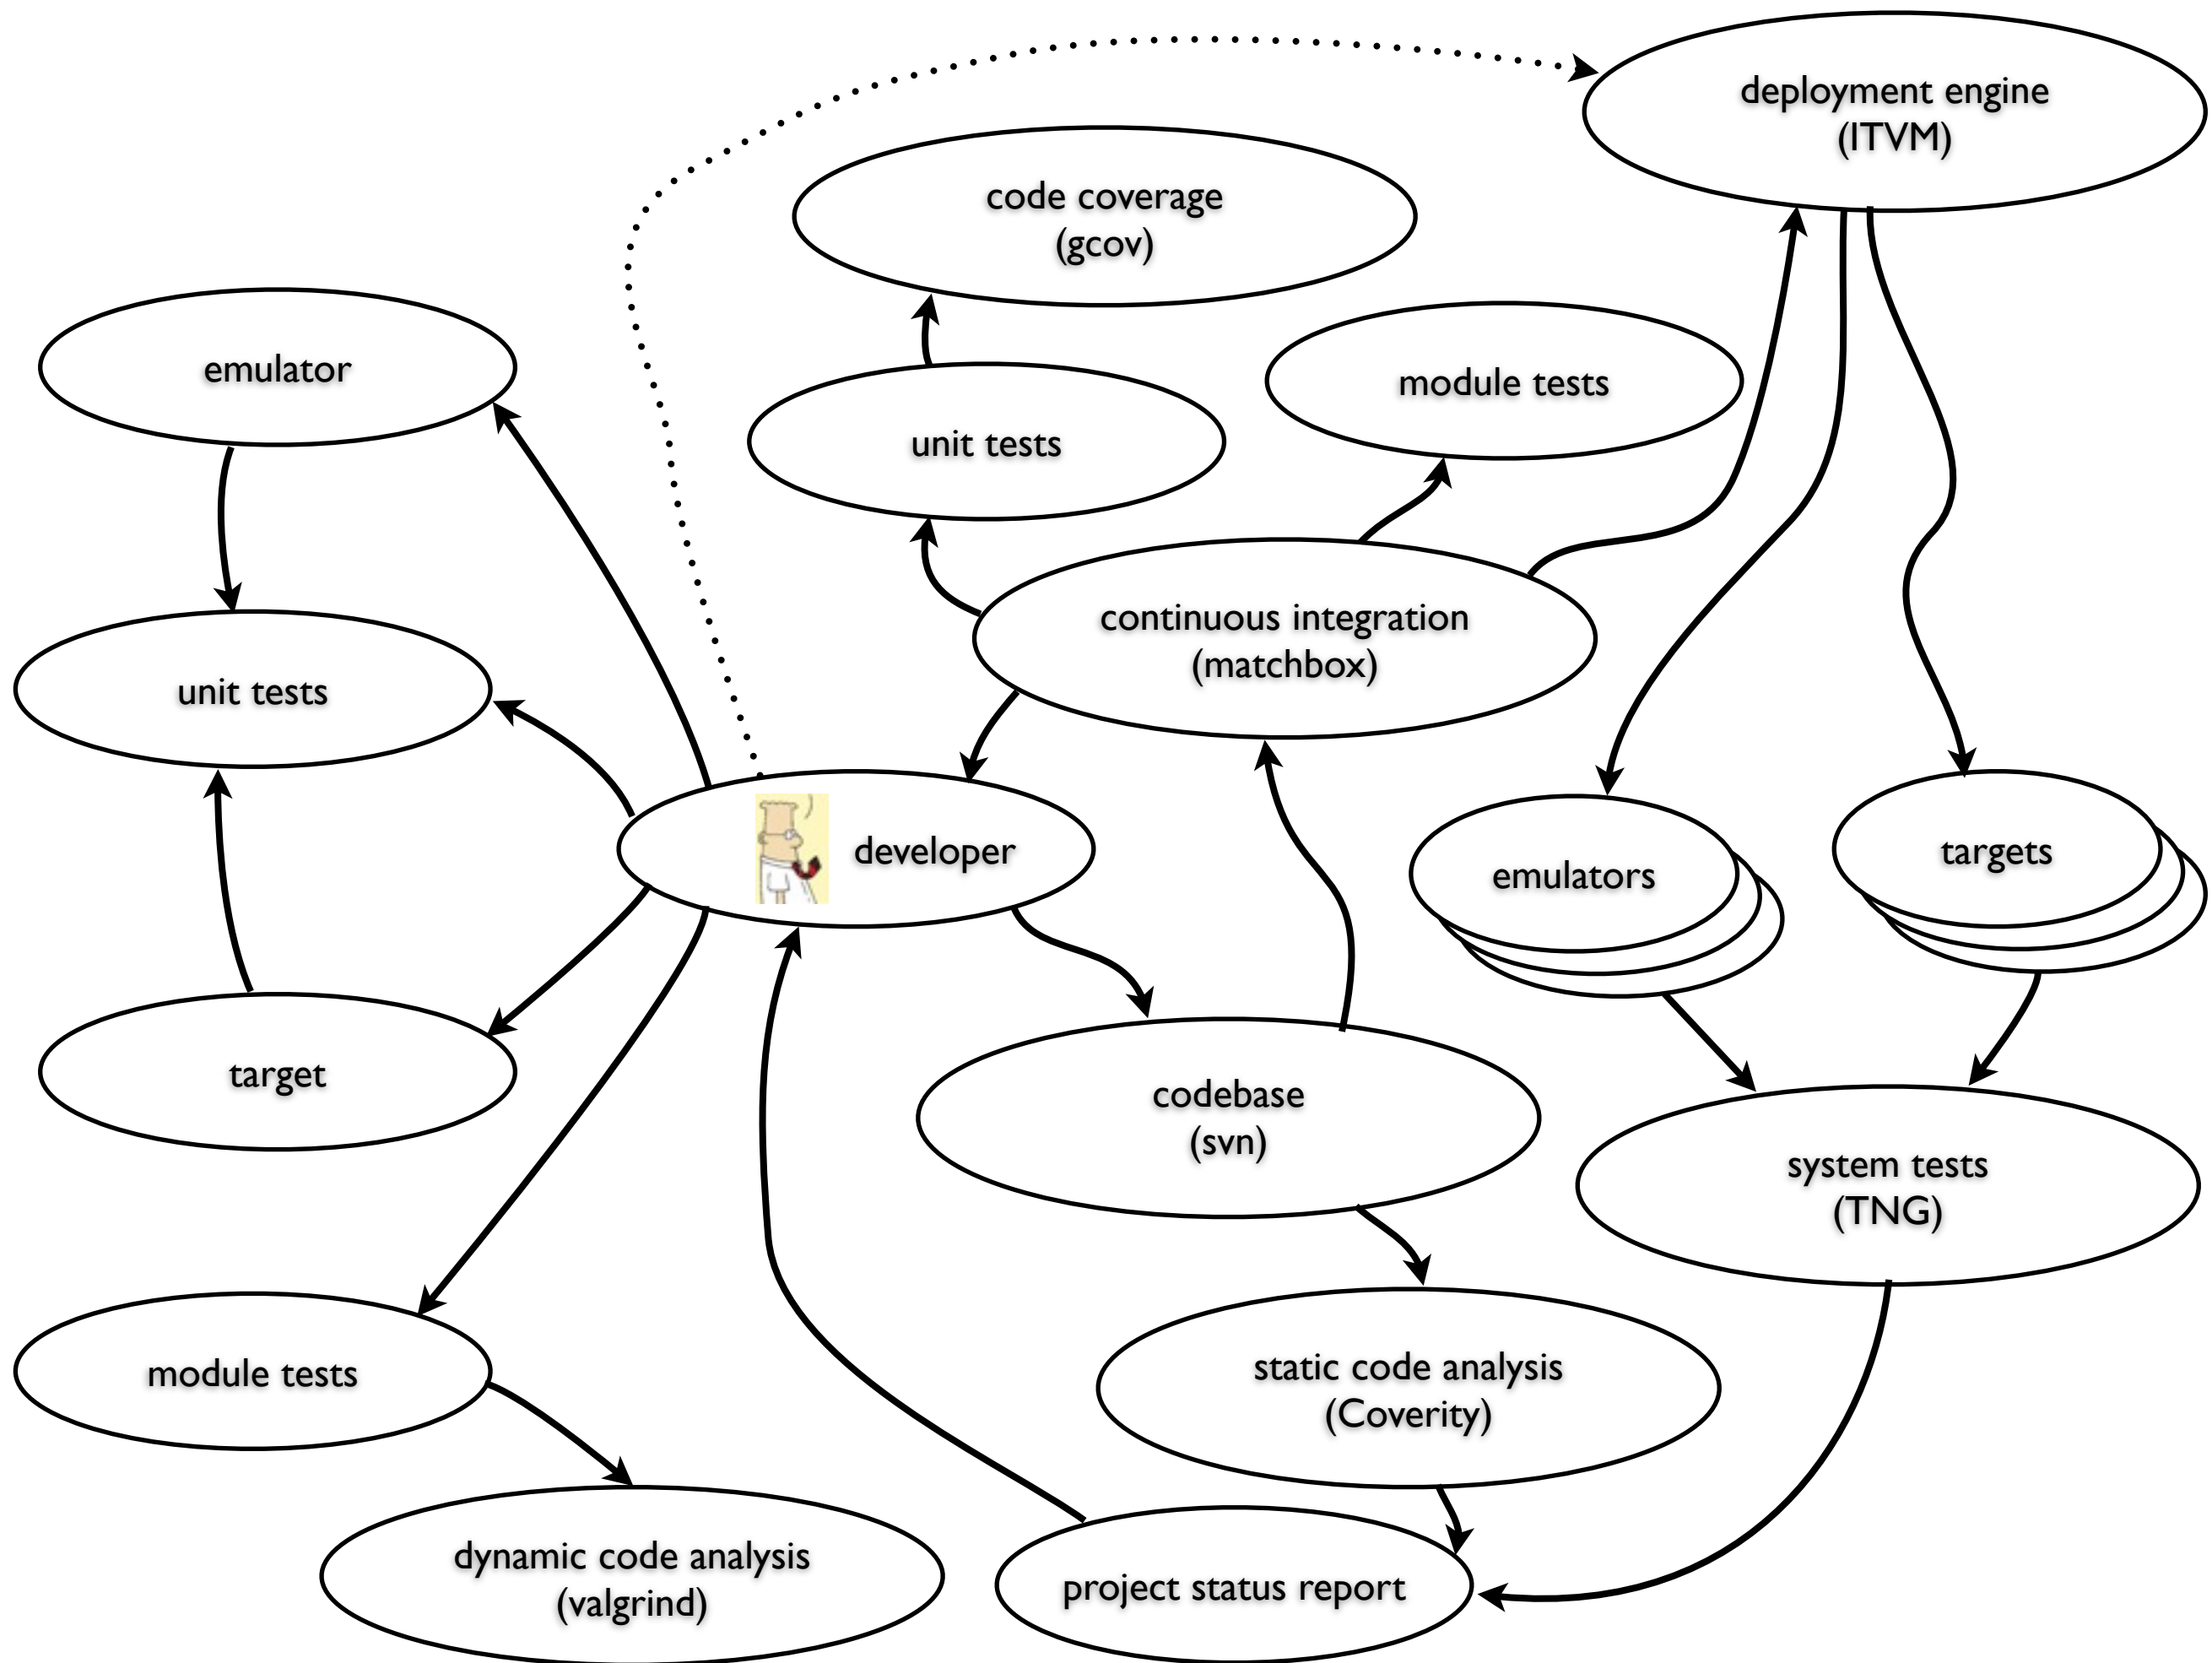 deployment engine
(ITVM)
code coverage
(gcov)
emulator
module tests
unit tests
continuous integration
(matchbox)
unit tests
developer
emulators
targets
target
codebase
(svn)
system tests
(TNG)
module tests
static code analysis
(Coverity)
dynamic code analysis
(valgrind)
project status report